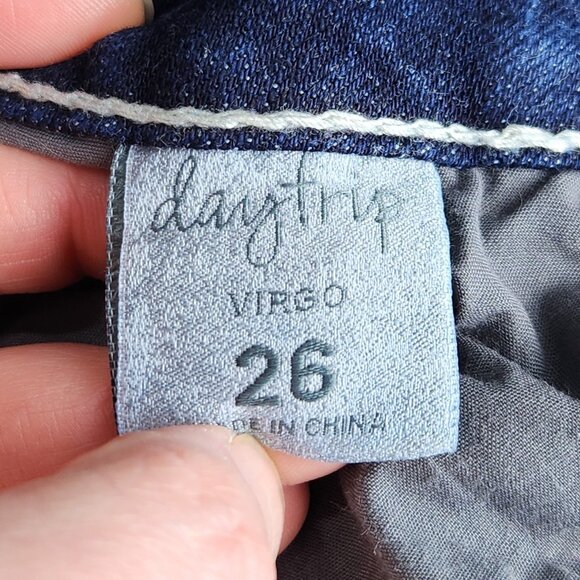 daytrip
VIRGO
26
DE IN CHINA